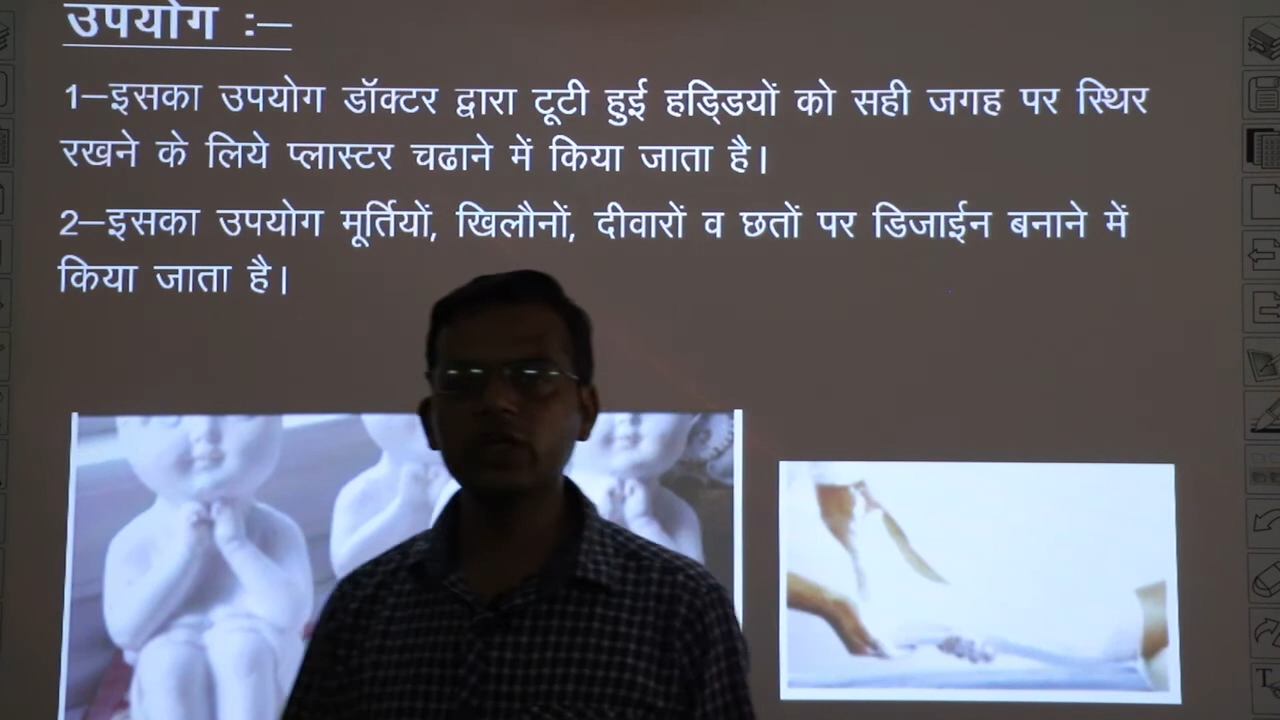 उपयोग :–
1–इसका उपयोग डॉक्टर द्वारा टूटी हुई हड्डियों को सही जगह पर स्थिर
रखने के लिये प्लास्टर चढाने में किया जाता है।
2–इसका उपयोग मूर्तियों, खिलौनों, दीवारों व छतों पर डिजाईन बनाने में
किया जाता है।